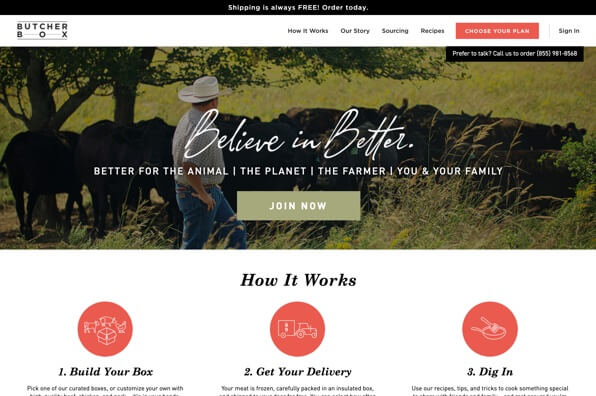 Shipping is always FREE! Order today.
BUTCHER
BOX
How It Works
Our Story
Sourcing
Recipes
CHOOSE YOUR PLAN
Sign In
Prefer to talk? Call us to order (855) 981-8568
Believe in Better.
BETTER FOR THE ANIMAL | THE PLANET | THE FARMER | YOU & YOUR FAMILY
JOIN NOW
How It Works
1. Build Your Box
2. Get Your Delivery
3. Dig In
Pick one of our curated boxes, or customize your own with
Your meat is frozen, carefully packed in an insulated box,
Use our recipes, tips, and tricks to cook something special